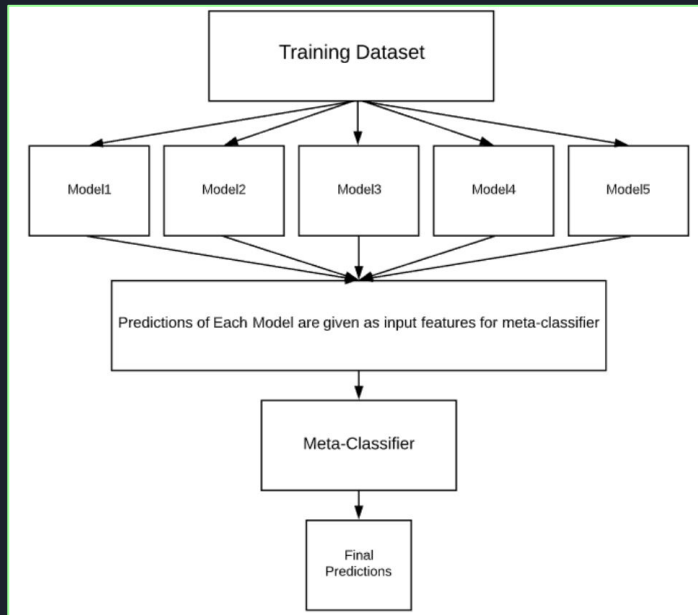 Training Dataset
Model1
Model2
Model3
Model4
Model5
Predictions of Each Model are given as input features for meta-classifier
Meta-Classifier
Final
Predictions